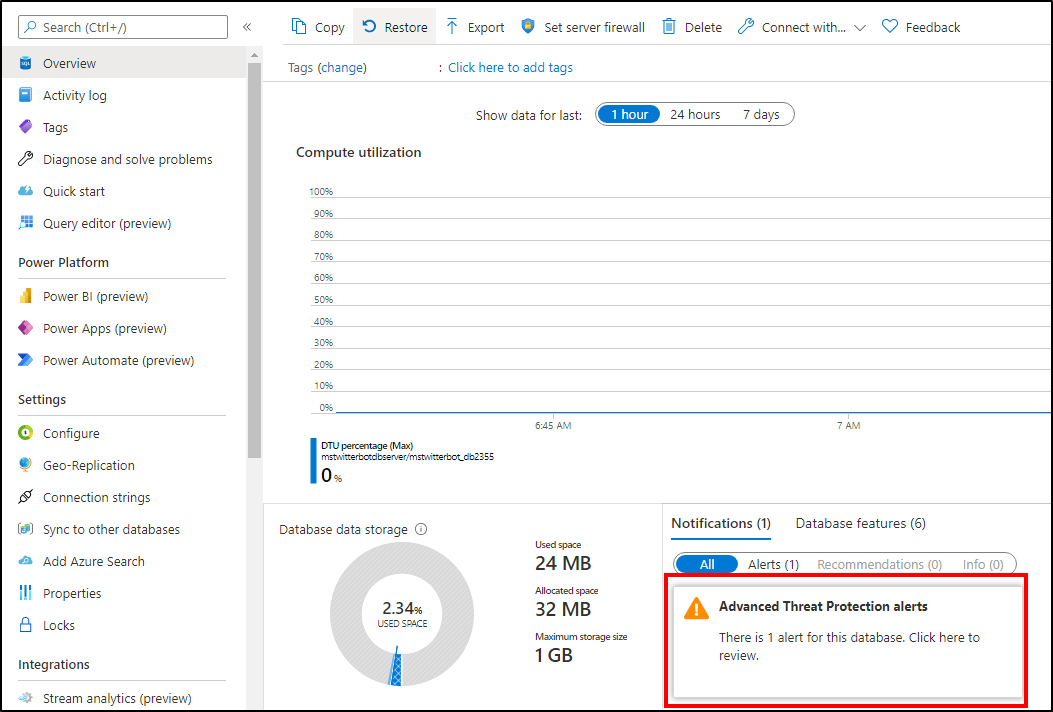 Search (Ctrl+/)
«
Overview
Activity log
Tags
Diagnose and solve problems
Quick start
Query editor (preview)
Power Platform
Power BI (preview)
Power Apps (preview)
Power Automate (preview)
Settings
Configure
Geo-Replication
Connection strings
Sync to other databases
Add Azure Search
Properties
Locks
Integrations
Stream analytics (preview)
Copy Restore Export Set server firewall Delete Connect with... Feedback
Tags (change) : Click here to add tags
Show data for last: 1 hour 24 hours 7 days
Compute utilization
100%
90%
80%
70%
60%
50%
40%
30%
20%
10%
0%
6:45 AM 7 AM
DTU percentage (Max)
mstwitterbotdbserver/mstwitterbot_db2355
0 %
Database data storage
2.34%
USED SPACE
Used space
24 MB
Allocated space
32 MB
Maximum storage size
1 GB
Notifications (1) Database features (6)
All Alerts (1) Recommendations (0) Info (0)
Advanced Threat Protection alerts
There is 1 alert for this database. Click here to
review.